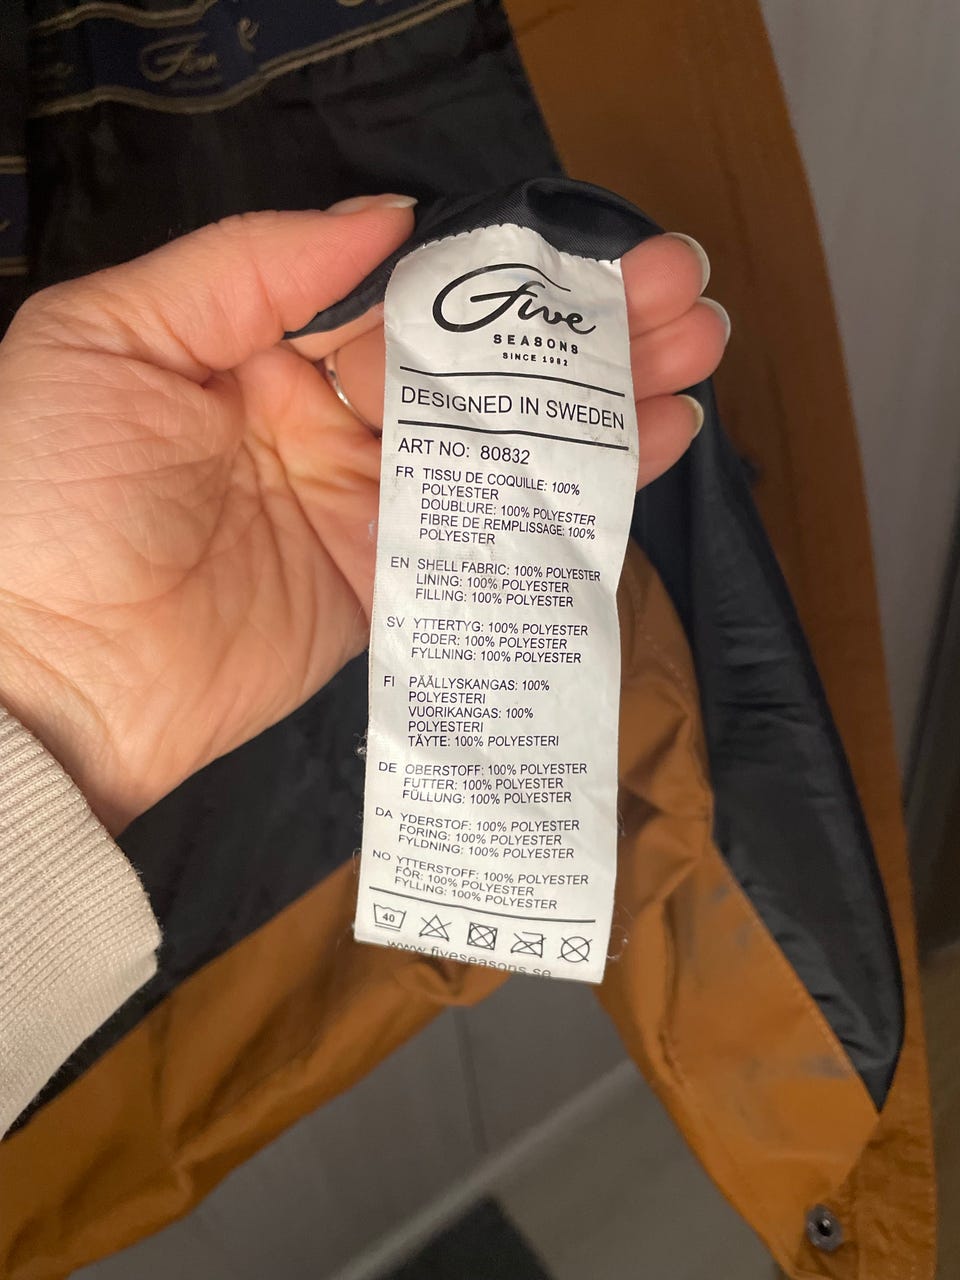 Five
Five
SEASONS
SINCE 1982
DESIGNED IN SWEDEN
ART NO: 80832
FR TISSU DE COQUILLE: 100%
POLYESTER
DOUBLURE: 100% POLYESTER
FIBRE DE REMPLISSAGE: 100%
POLYESTER
EN SHELL FABRIC: 100% POLYESTER
LINING: 100% POLYESTER
FILLING: 100% POLYESTER
SV YTTERTYG: 100% POLYESTER
FODER: 100% POLYESTER
FYLLNING: 100% POLYESTER
FI PÄÄLLYSKANGAS: 100%
POLYESTERI
VUORIKANGAS: 100%
POLYESTERI
TÄYTE: 100% POLYESTERI
DE OBERSTOFF: 100% POLYESTER
FUTTER: 100% POLYESTER
FÜLLUNG: 100% POLYESTER
DA YDERSTOF: 100% POLYESTER
FORING: 100% POLYESTER
FYLDNING: 100% POLYESTER
NO YTTERSTOFF: 100% POLYESTER
FÔR: 100% POLYESTER
FYLLING: 100% POLYESTER
40
www.fiveseasons.se